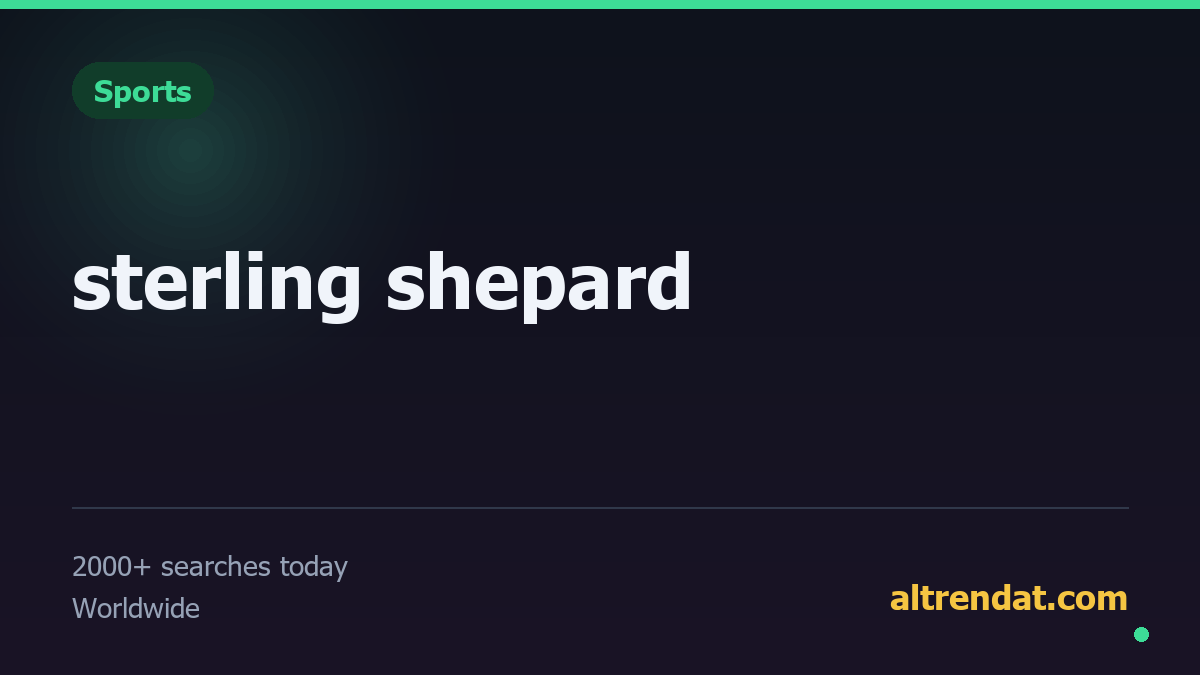 Sports
sterling shepard
2000+ searches today
Worldwide
altrendat.com